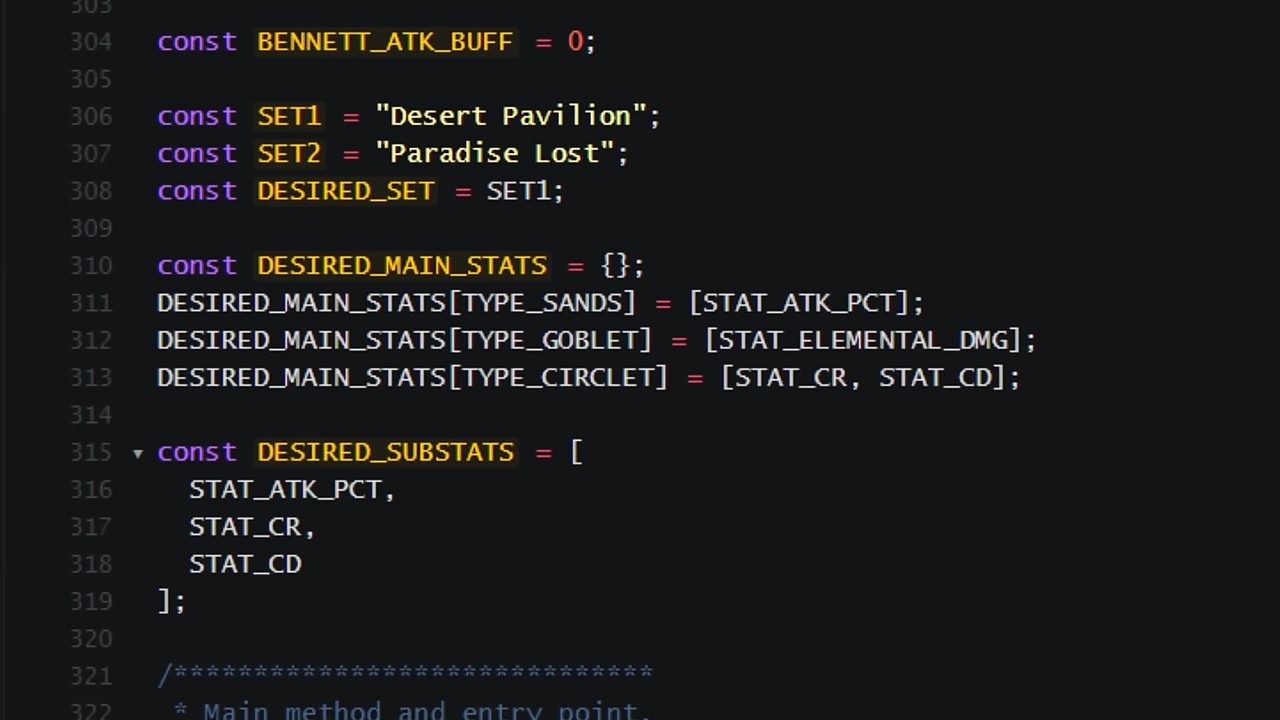 303
304 const BENNETT_ATK_BUFF = 0;
305
306 const SET1 = "Desert Pavilion";
307 const SET2 = "Paradise Lost";
308 const DESIRED_SET = SET1;
309
310 const DESIRED_MAIN_STATS = {};
311 DESIRED_MAIN_STATS[TYPE_SANDS] = [STAT_ATK_PCT];
312 DESIRED_MAIN_STATS[TYPE_GOBLET] = [STAT_ELEMENTAL_DMG];
313 DESIRED_MAIN_STATS[TYPE_CIRCLET] = [STAT_CR, STAT_CD];
314
315 ▾ const DESIRED_SUBSTATS = [
316   STAT_ATK_PCT,
317   STAT_CR,
318   STAT_CD
319 ];
320
321 /******************************
322  * Main method and entry point.